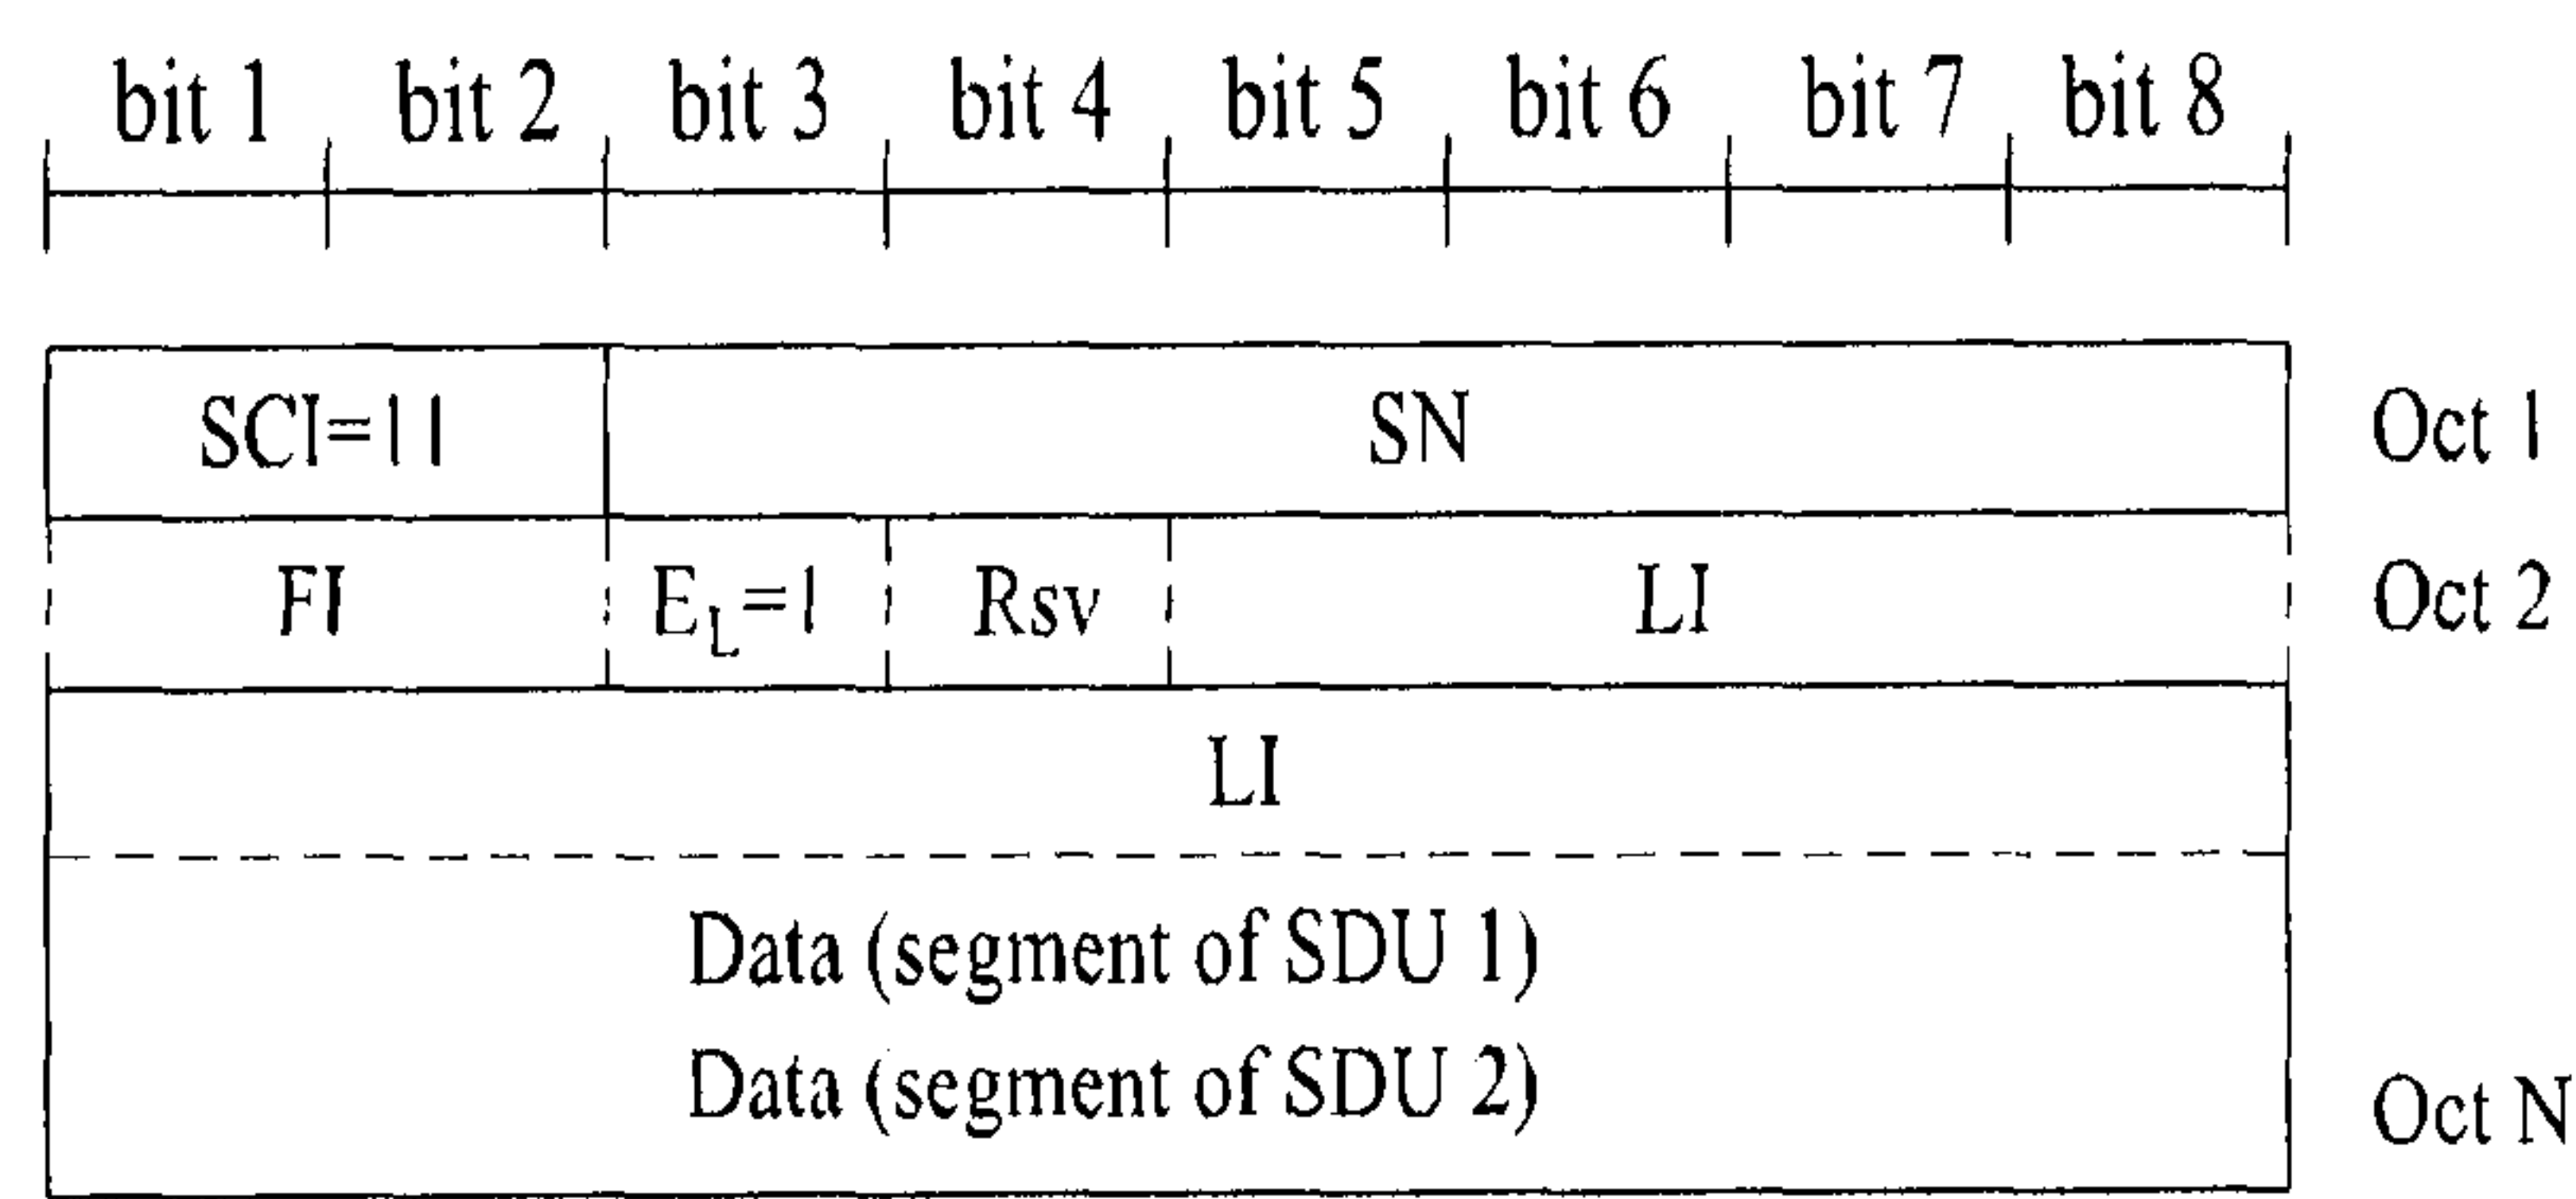 bit 1 bit 2 bit 3 bit 4 bit 5 bit 6 bit 7 bit 8
SCI=11 SN Oct 1
FI E_L=1 Rsv LI Oct 2
LI
Data (segment of SDU 1)
Data (segment of SDU 2) Oct N